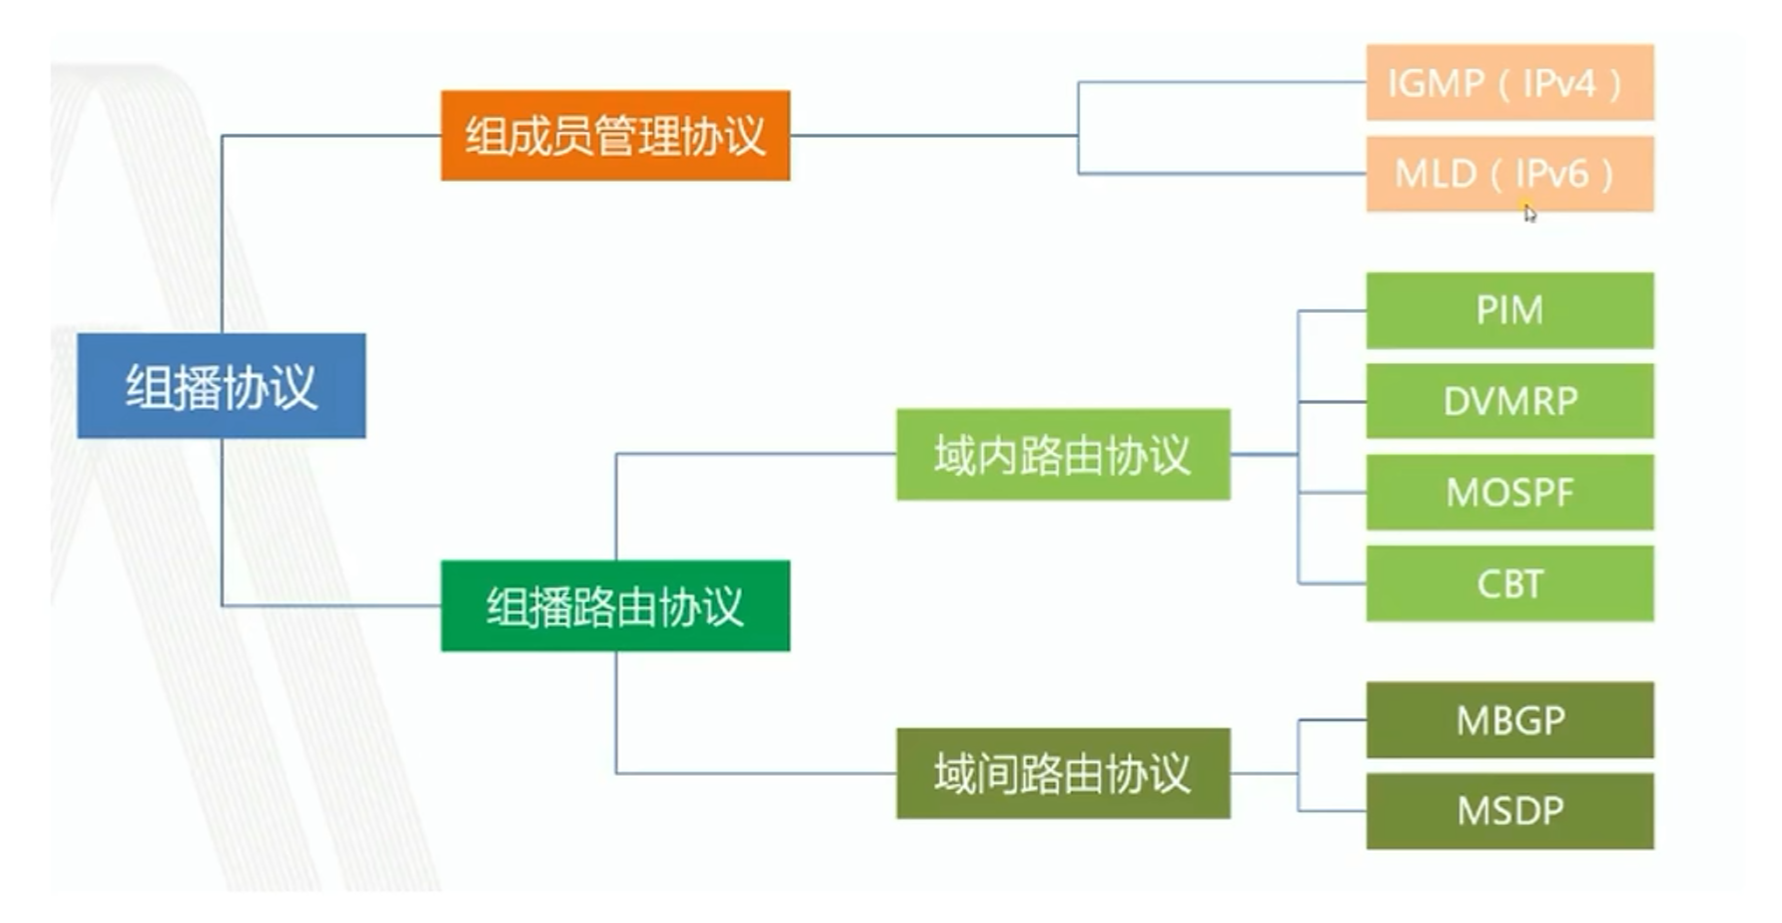 组播协议
组成员管理协议
IGMP（IPv4）
MLD（IPv6）
组播路由协议
域内路由协议
PIM
DVMRP
MOSPF
CBT
域间路由协议
MBGP
MSDP